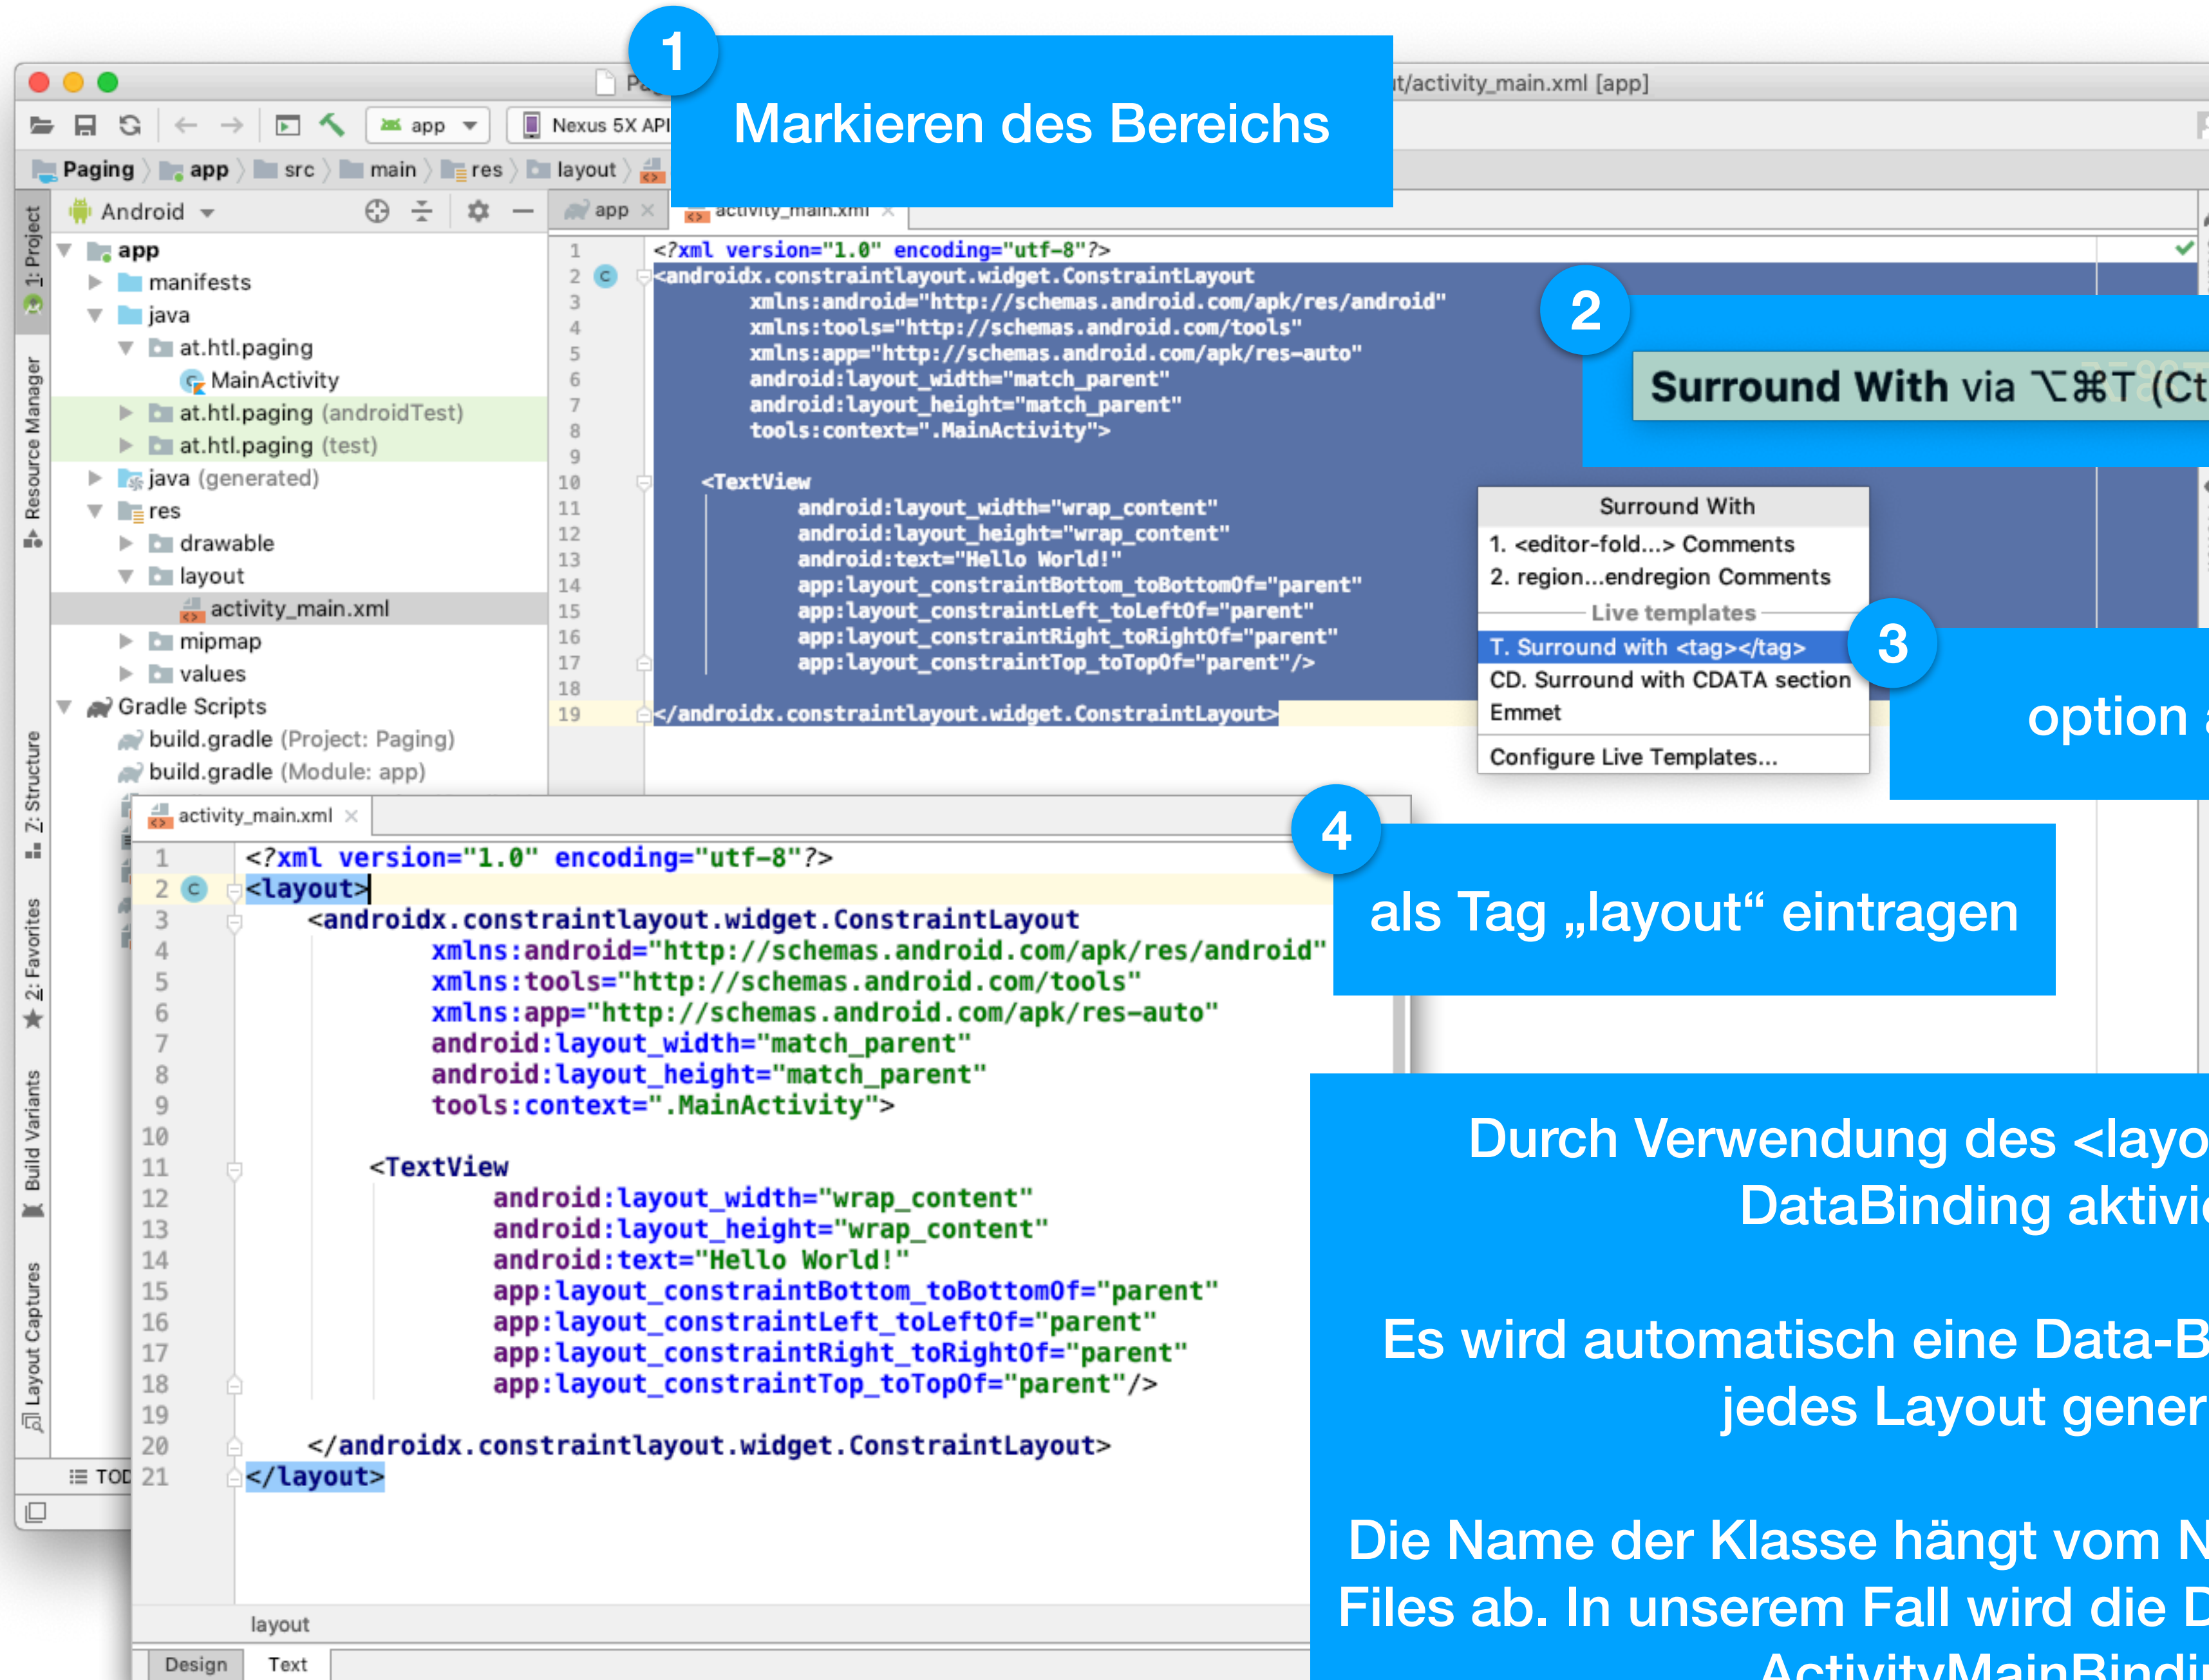 1
Markieren des Bereichs
t/activity_main.xml [app]
app
Nexus 5X API
Paging
app
src
main
res
layout
1: Project
Resource Manager
Z: Structure
2: Favorites
Build Variants
Layout Captures
Android
app
manifests
java
at.htl.paging
MainActivity
at.htl.paging (androidTest)
at.htl.paging (test)
java (generated)
res
drawable
layout
activity_main.xml
mipmap
values
Gradle Scripts
build.gradle (Project: Paging)
build.gradle (Module: app)
app
activity_main.xml
1 <?xml version="1.0" encoding="utf-8"?>
2 <androidx.constraintlayout.widget.ConstraintLayout
3 xmlns:android="http://schemas.android.com/apk/res/android"
4 xmlns:tools="http://schemas.android.com/tools"
5 xmlns:app="http://schemas.android.com/apk/res-auto"
6 android:layout_width="match_parent"
7 android:layout_height="match_parent"
8 tools:context=".MainActivity">
9
10 <TextView
11 android:layout_width="wrap_content"
12 android:layout_height="wrap_content"
13 android:text="Hello World!"
14 app:layout_constraintBottom_toBottomOf="parent"
15 app:layout_constraintLeft_toLeftOf="parent"
16 app:layout_constraintRight_toRightOf="parent"
17 app:layout_constraintTop_toTopOf="parent"/>
18
19 </androidx.constraintlayout.widget.ConstraintLayout>
2
Surround With via ⌥⌘T (Ct
Surround With
1. <editor-fold...> Comments
2. region...endregion Comments
Live templates
T. Surround with <tag></tag>
CD. Surround with CDATA section
Emmet
Configure Live Templates...
3
option
activity_main.xml
1 <?xml version="1.0" encoding="utf-8"?>
2 <layout>
3 <androidx.constraintlayout.widget.ConstraintLayout
4 xmlns:android="http://schemas.android.com/apk/res/android"
5 xmlns:tools="http://schemas.android.com/tools"
6 xmlns:app="http://schemas.android.com/apk/res-auto"
7 android:layout_width="match_parent"
8 android:layout_height="match_parent"
9 tools:context=".MainActivity">
10
11 <TextView
12 android:layout_width="wrap_content"
13 android:layout_height="wrap_content"
14 android:text="Hello World!"
15 app:layout_constraintBottom_toBottomOf="parent"
16 app:layout_constraintLeft_toLeftOf="parent"
17 app:layout_constraintRight_toRightOf="parent"
18 app:layout_constraintTop_toTopOf="parent"/>
19
20 </androidx.constraintlayout.widget.ConstraintLayout>
21 </layout>
TOD
layout
Design
Text
4
als Tag „layout“ eintragen
Durch Verwendung des <layo
DataBinding aktivi
Es wird automatisch eine Data-B
jedes Layout gener
Die Name der Klasse hängt vom N
Files ab. In unserem Fall wird die D
ActivityMainBindi